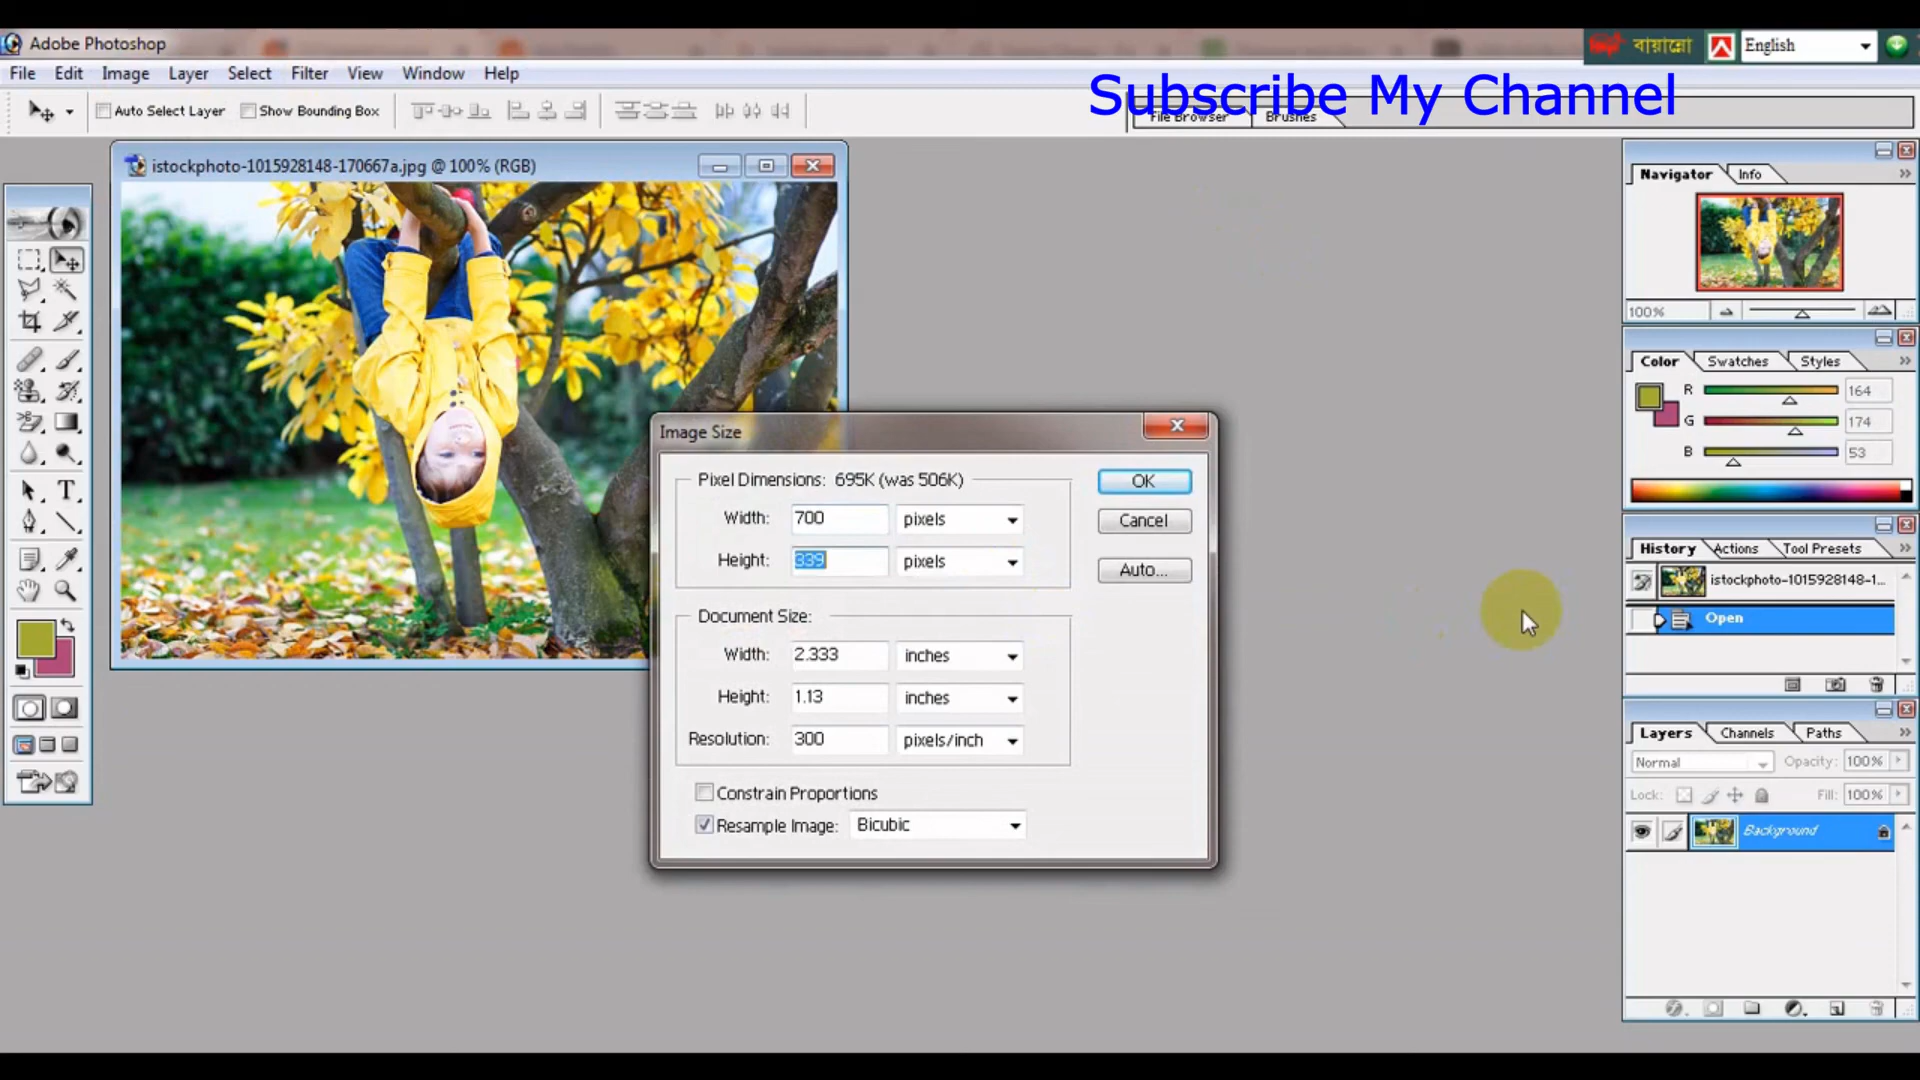 Adobe Photoshop
বায়ান্নো
English
File Edit Image Layer Select Filter View Window Help
Subscribe My Channel
Auto Select Layer Show Bounding Box
File Browser Brushes
istockphoto-1015928148-170667a.jpg @ 100% (RGB)
Navigator Info
100%
Color Swatches Styles
R 164
G 174
B 53
Image Size
Pixel Dimensions: 695K (was 506K)
OK
Width: 700 pixels
Cancel
Height: 339 pixels
Auto...
Document Size:
Width: 2.333 inches
Height: 1.13 inches
Resolution: 300 pixels/inch
Constrain Proportions
Resample Image: Bicubic
History Actions Tool Presets
istockphoto-1015928148-1...
Open
Layers Channels Paths
Normal Opacity: 100%
Lock: Fill: 100%
Background